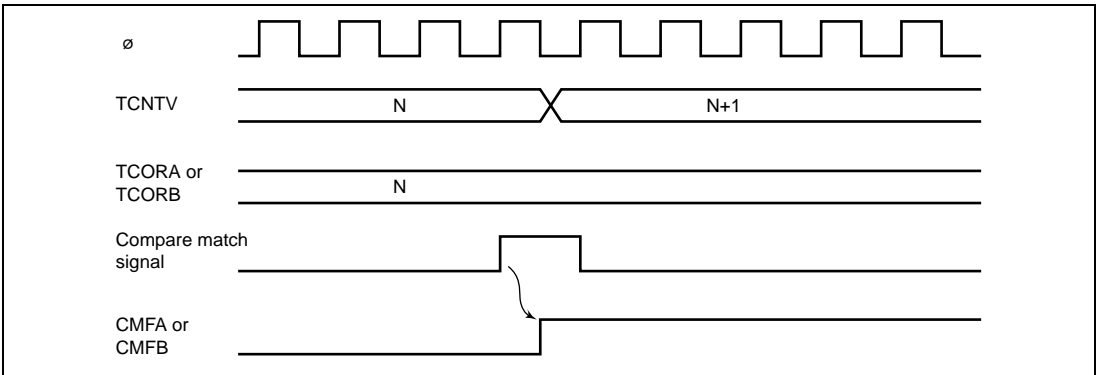 ø
TCNTV
N
N+1
TCORA or
TCORB
N
Compare match
signal
CMFA or
CMFB